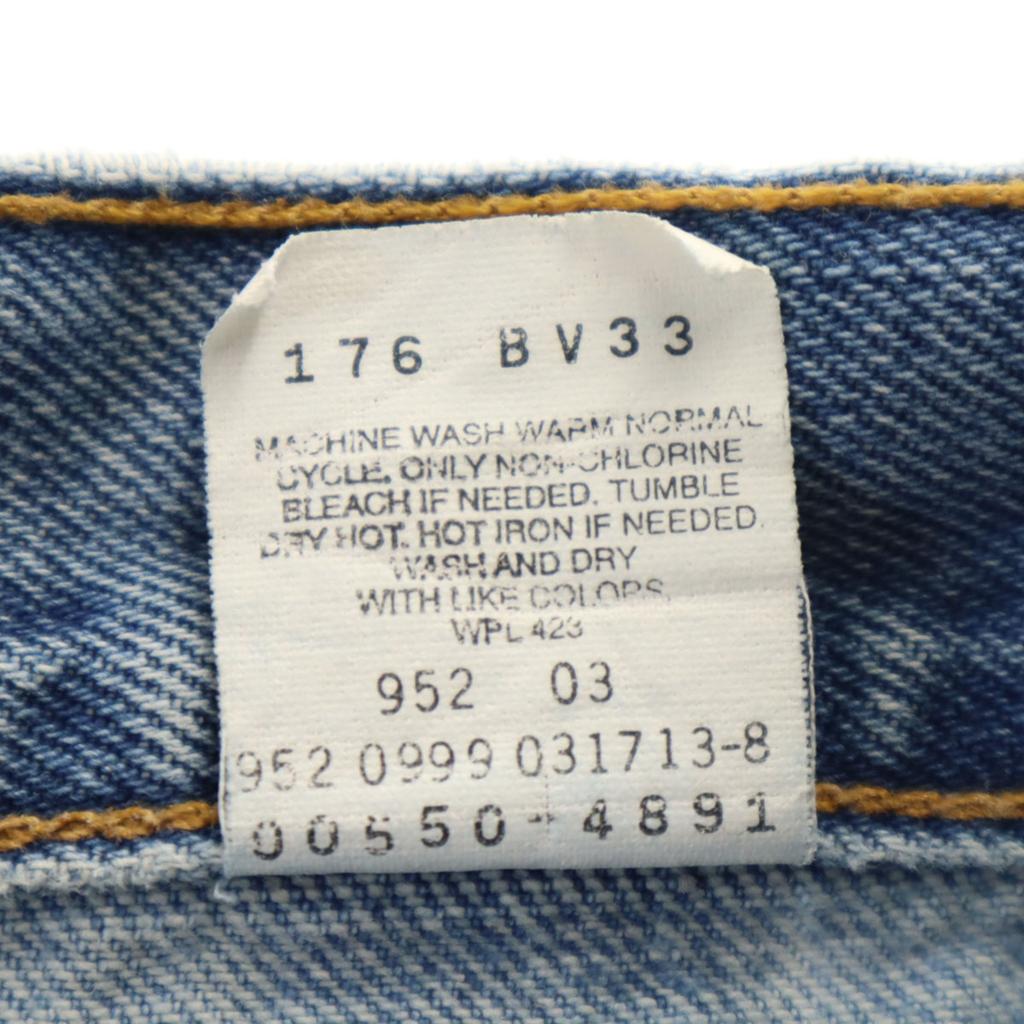 176 BV33
MACHINE WASH WARM NORMAL
CYCLE. ONLY NON-CHLORINE
BLEACH IF NEEDED. TUMBLE
DRY HOT. HOT IRON IF NEEDED.
WASH AND DRY
WITH LIKE COLORS.
WPL 423
952 03
952 0999 031713-8
00550-4891